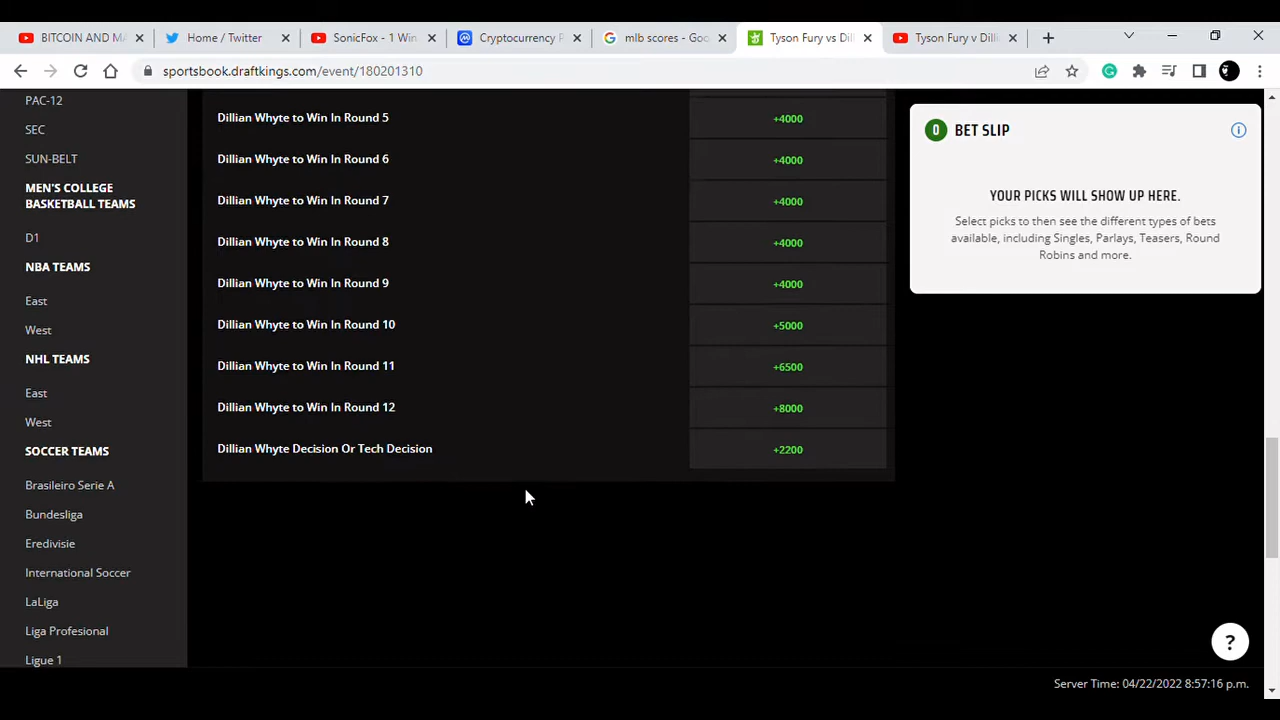 BITCOIN AND MA
Home / Twitter
SonicFox - 1 Win
Cryptocurrency P
mlb scores - Goo
Tyson Fury vs Dill
Tyson Fury v Dilli
sportsbook.draftkings.com/event/180201310
PAC-12
SEC
SUN-BELT
MEN'S COLLEGE
BASKETBALL TEAMS
D1
NBA TEAMS
East
West
NHL TEAMS
East
West
SOCCER TEAMS
Brasileiro Serie A
Bundesliga
Eredivisie
International Soccer
LaLiga
Liga Profesional
Ligue 1
Dillian Whyte to Win In Round 5 +4000
Dillian Whyte to Win In Round 6 +4000
Dillian Whyte to Win In Round 7 +4000
Dillian Whyte to Win In Round 8 +4000
Dillian Whyte to Win In Round 9 +4000
Dillian Whyte to Win In Round 10 +5000
Dillian Whyte to Win In Round 11 +6500
Dillian Whyte to Win In Round 12 +8000
Dillian Whyte Decision Or Tech Decision +2200
0 BET SLIP
YOUR PICKS WILL SHOW UP HERE.
Select picks to then see the different types of bets
available, including Singles, Parlays, Teasers, Round
Robins and more.
?
Server Time: 04/22/2022 8:57:16 p.m.